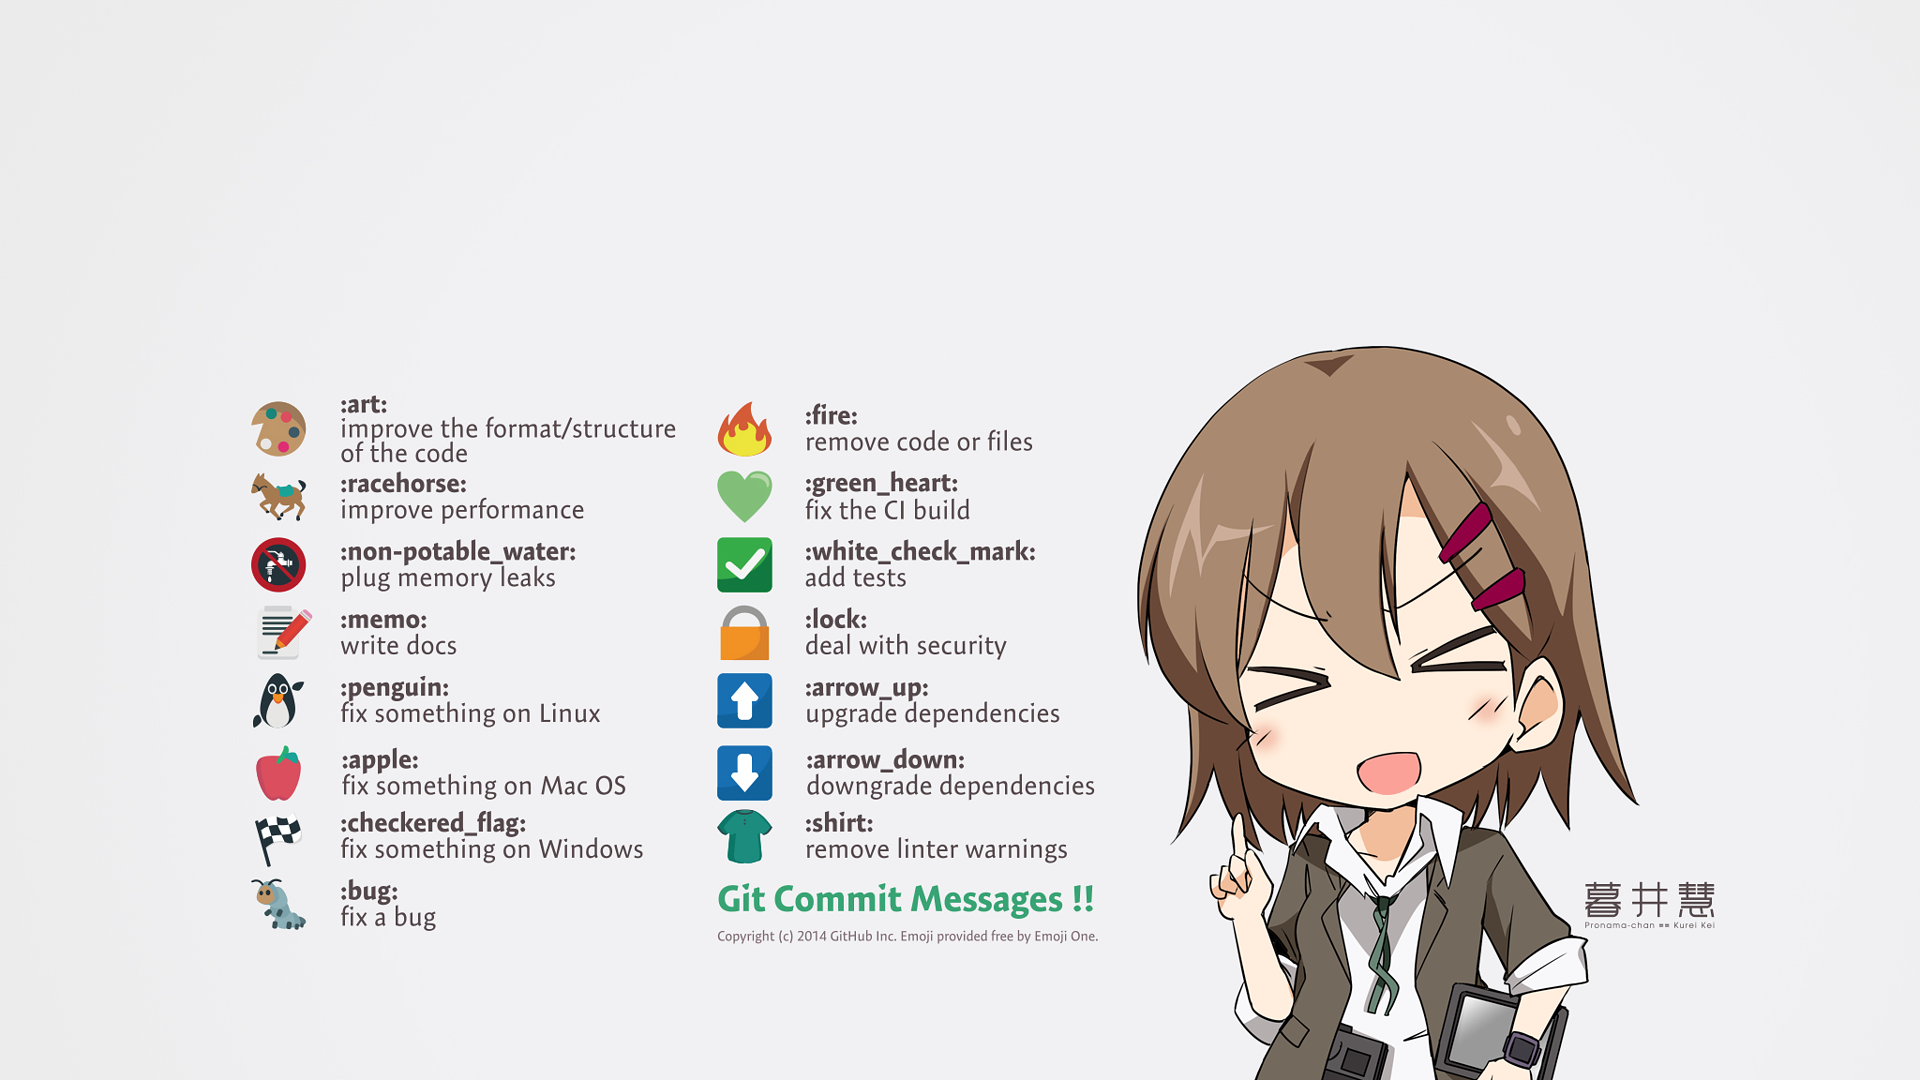 :art:
improve the format/structure
of the code
:racehorse:
improve performance
:non-potable_water:
plug memory leaks
:memo:
write docs
:penguin:
fix something on Linux
:apple:
fix something on Mac OS
:checkered_flag:
fix something on Windows
:bug:
fix a bug
:fire:
remove code or files
:green_heart:
fix the CI build
:white_check_mark:
add tests
:lock:
deal with security
:arrow_up:
upgrade dependencies
:arrow_down:
downgrade dependencies
:shirt:
remove linter warnings
Git Commit Messages !!
Copyright (c) 2014 GitHub Inc. Emoji provided free by Emoji One.
暮井慧
Pronama-chan == Kurei Kei